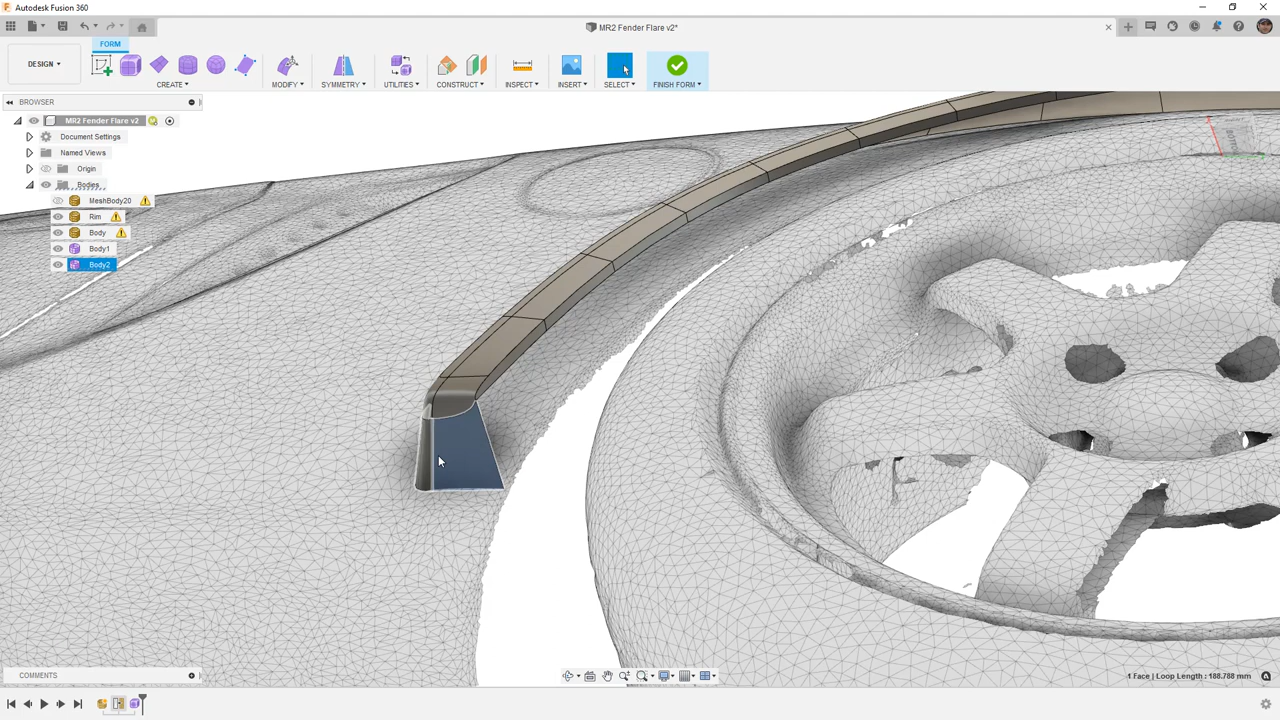 Autodesk Fusion 360
MR2 Fender Flare v2*
FORM
DESIGN
CREATE
MODIFY
SYMMETRY
UTILITIES
CONSTRUCT
INSPECT
INSERT
SELECT
FINISH FORM
BROWSER
MR2 Fender Flare v2
Document Settings
Named Views
Origin
Bodies
MeshBody20
Rim
Body
Body1
Body2
COMMENTS
4 Face | Loop Length : 188.788 mm